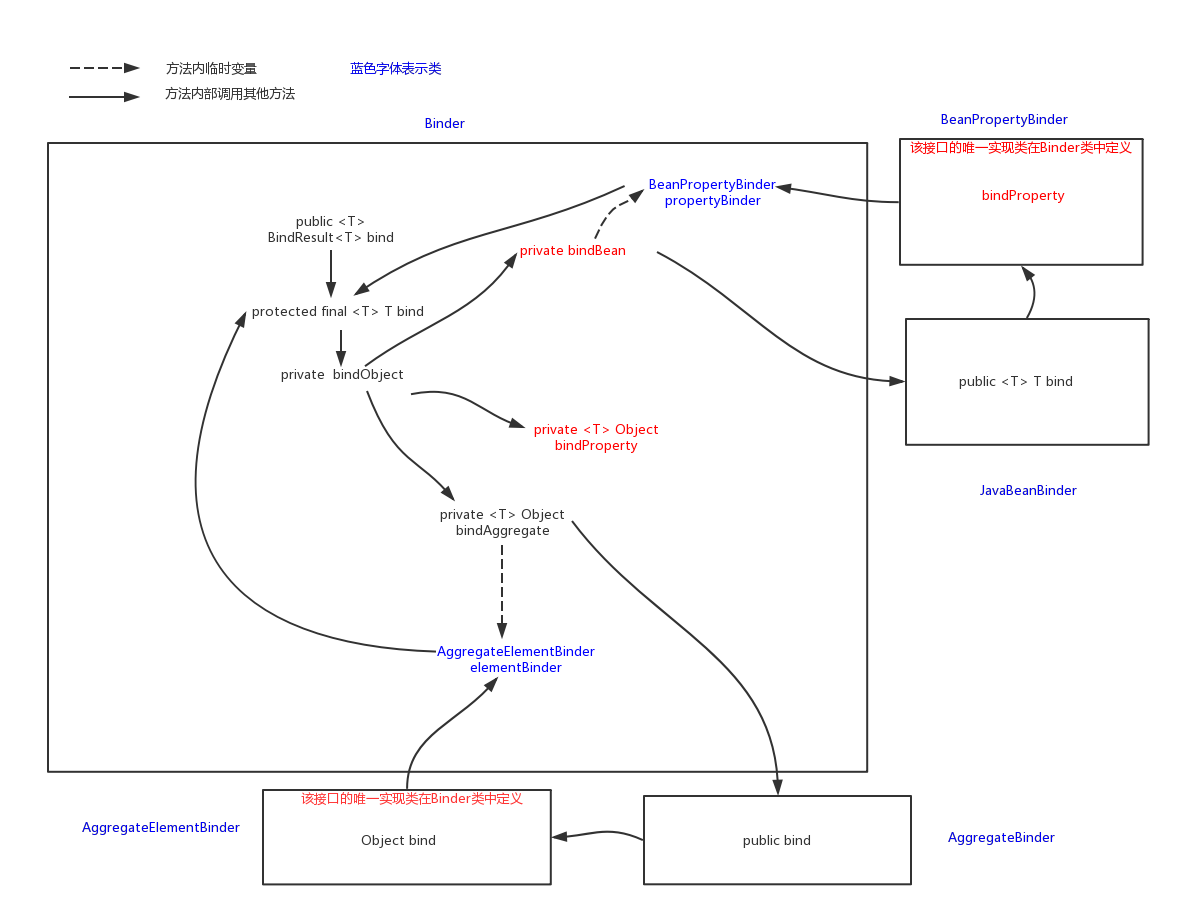 方法内临时变量
蓝色字体表示类
方法内部调用其他方法
Binder
BeanPropertyBinder
该接口的唯一实现类在Binder类中定义
bindProperty
BeanPropertyBinder
propertyBinder
public <T>
BindResult<T> bind
private bindBean
protected final <T> T bind
private  bindObject
public <T> T bind
private <T> Object
bindProperty
JavaBeanBinder
private <T> Object
bindAggregate
AggregateElementBinder
elementBinder
该接口的唯一实现类在Binder类中定义
AggregateElementBinder
Object bind
public bind
AggregateBinder